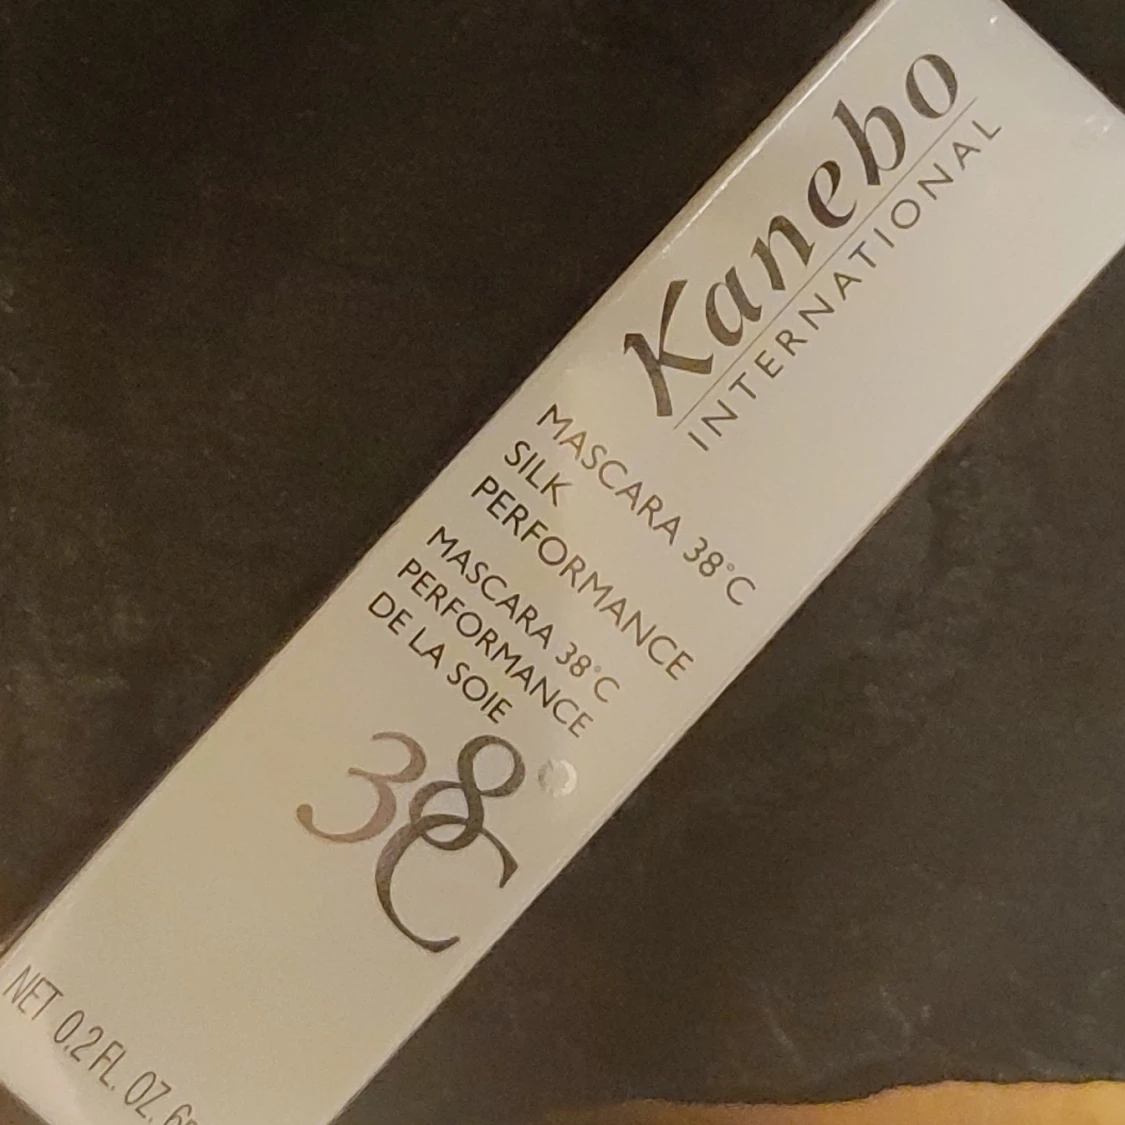 Kanebo
INTERNATIONAL
MASCARA 38°C
SILK
PERFORMANCE
MASCARA 38°C
PERFORMANCE
DE LA SOIE
38°C
NET 0.2 FL. OZ.